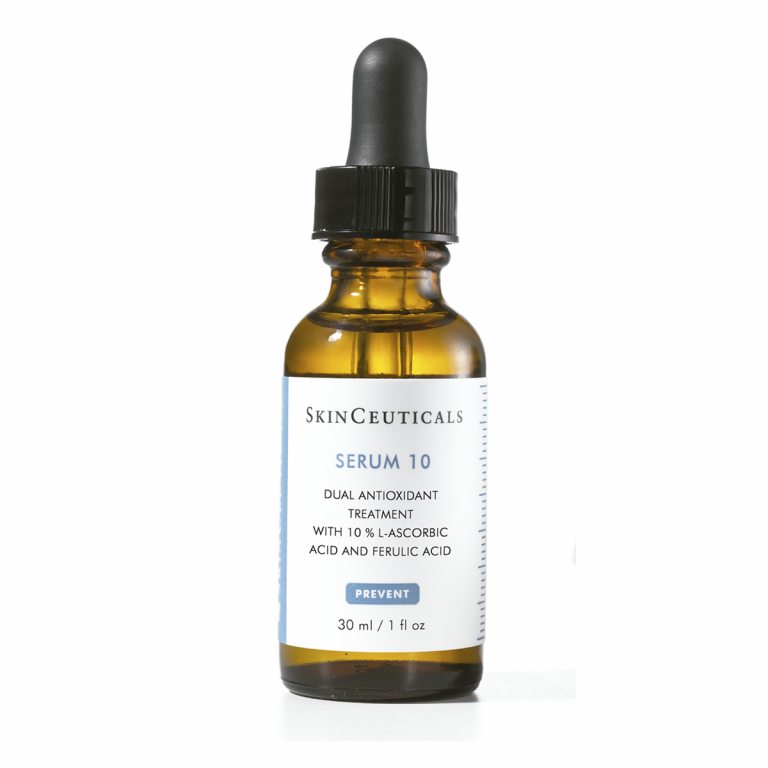 SKINCEUTICALS
SERUM 10
DUAL ANTIOXIDANT
TREATMENT
WITH 10 % L-ASCORBIC
ACID AND FERULIC ACID
PREVENT
30 ml / 1 fl oz